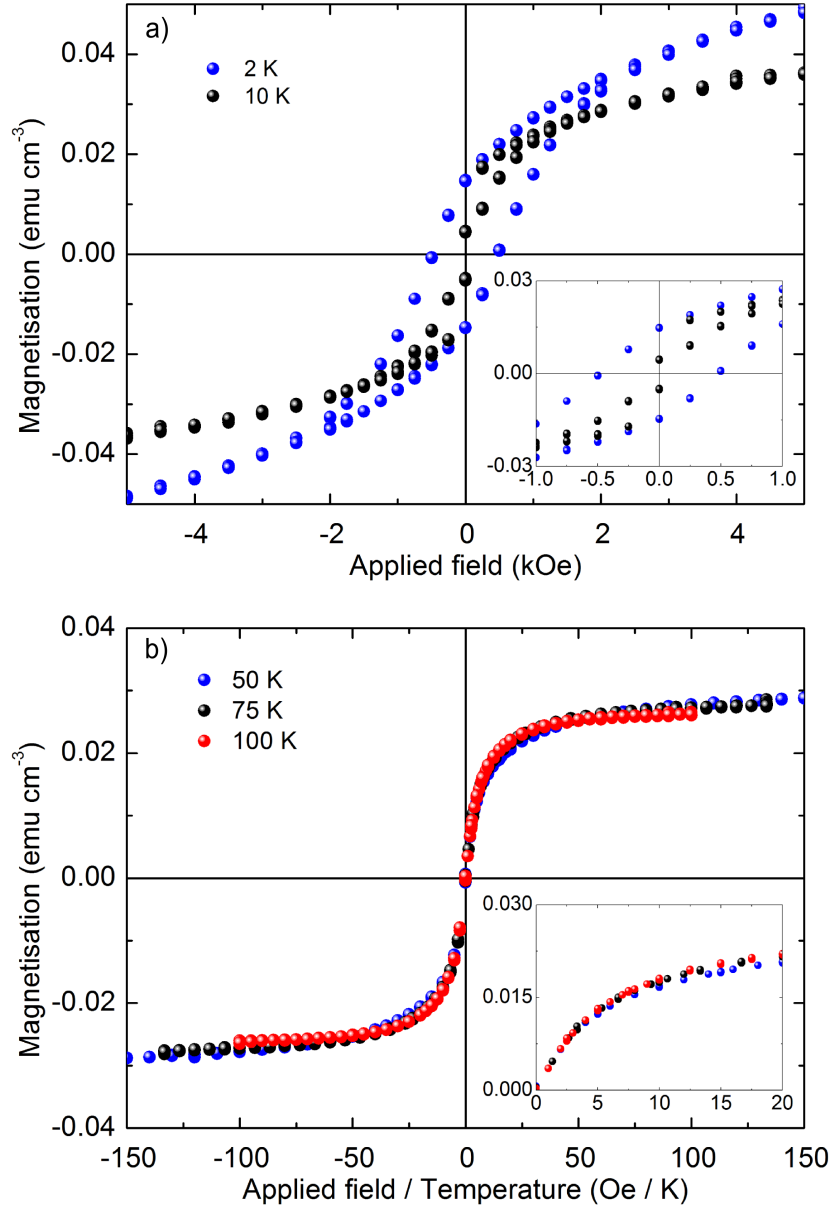 a)
2 K
10 K
0.04
0.02
0.00
-0.02
-0.04
Magnetisation (emu cm-3)
-4 -2 0 2 4
Applied field (kOe)
0.03
0.00
-0.03
-1.0 -0.5 0.0 0.5 1.0
b)
50 K
75 K
100 K
0.04
0.02
0.00
-0.02
-0.04
Magnetisation (emu cm-3)
0.030
0.015
0.000
0 5 10 15 20
-150 -100 -50 0 50 100 150
Applied field / Temperature (Oe / K)